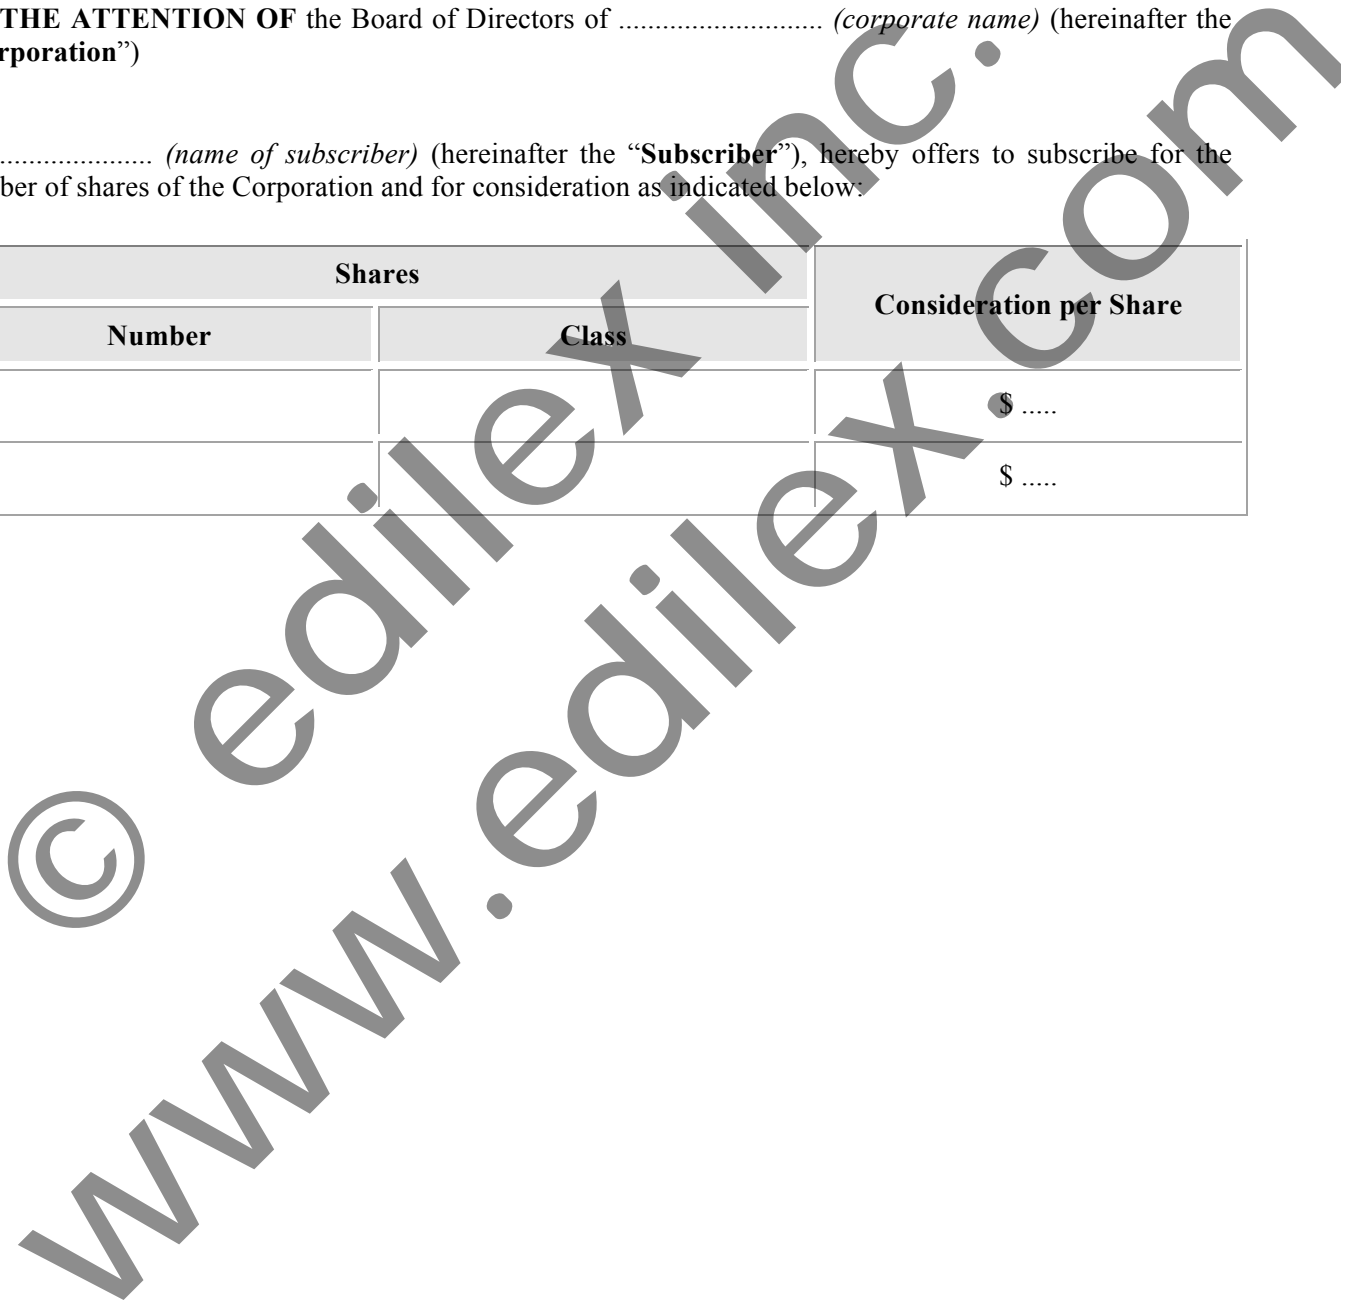 THE ATTENTION OF the Board of Directors of ............................ (corporate name) (hereinafter the
rporation”)
..................... (name of subscriber) (hereinafter the “Subscriber”), hereby offers to subscribe for the
ber of shares of the Corporation and for consideration as indicated below:
Shares
Consideration per Share
Number Class
$ .....
$ .....
© edilex inc.
www.edilex.com